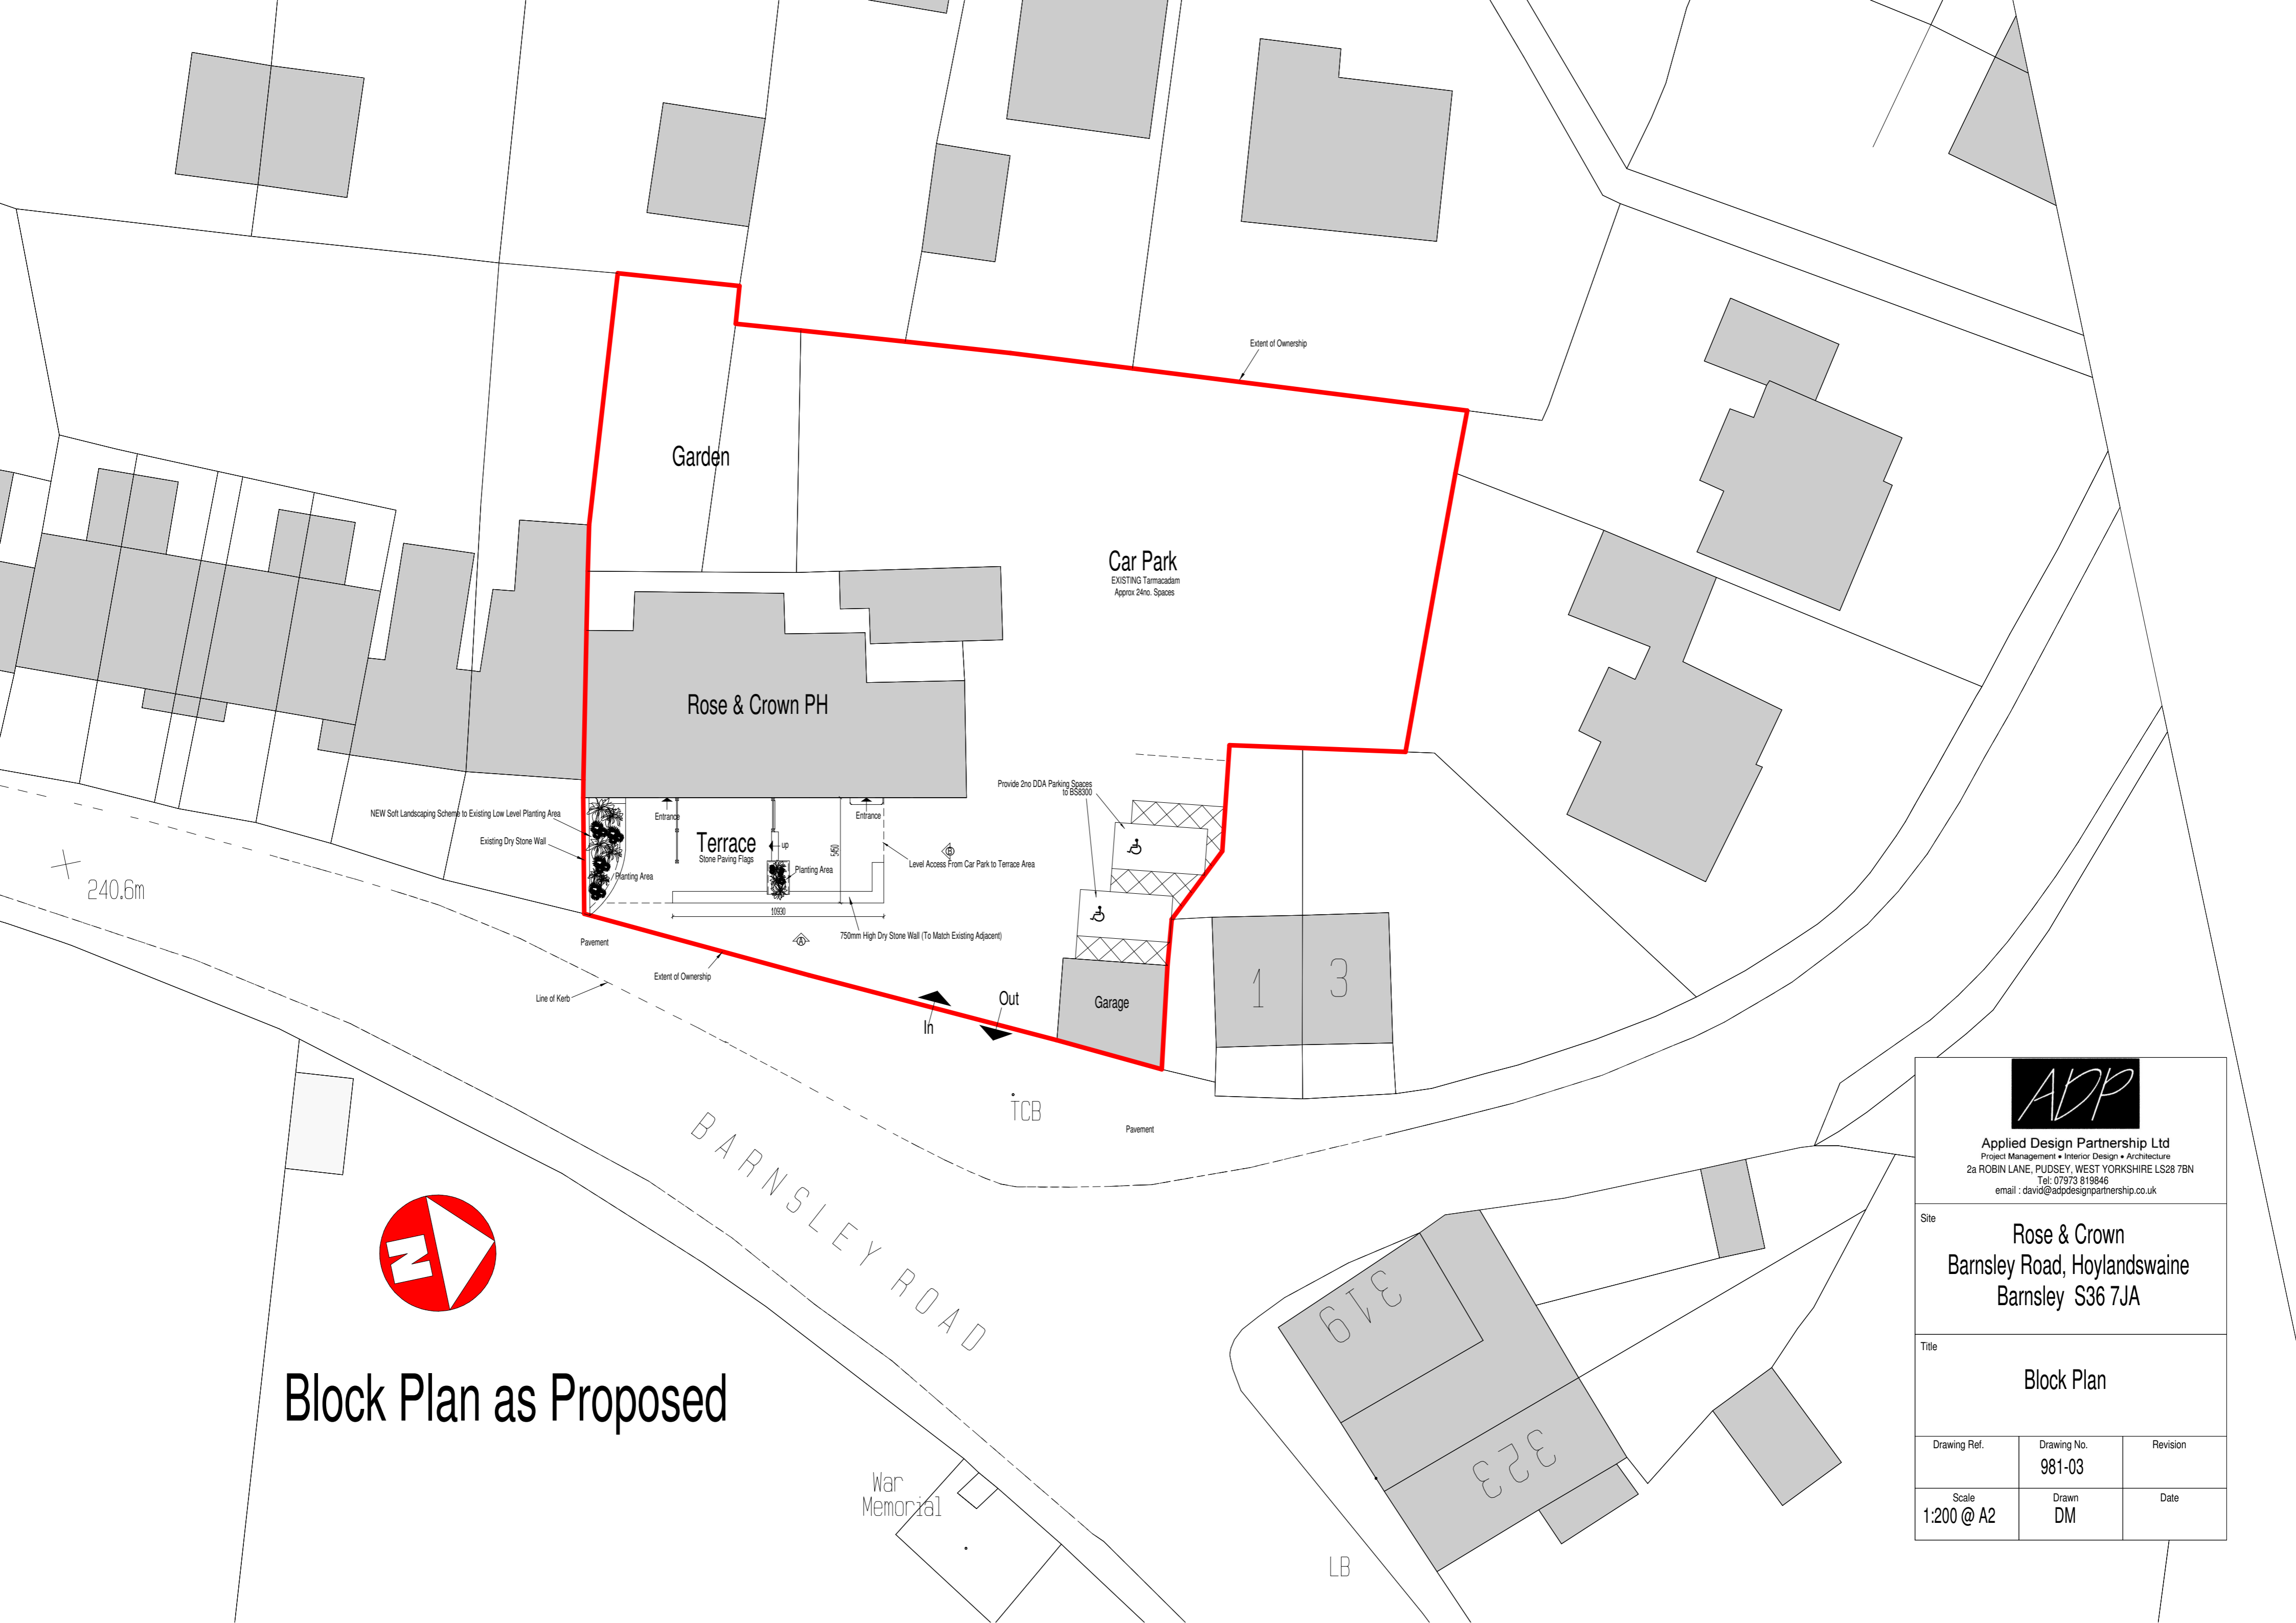 Extent of Ownership
Garden
Car Park
EXISTING Tarmacadam
Approx 24no. Spaces
Rose & Crown PH
Provide 2no DDA Parking Spaces
to BS8300
NEW Soft Landscaping Scheme to Existing Low Level Planting Area
Existing Dry Stone Wall
Entrance
Entrance
Terrace
Stone Paving Flags
up
5450
B
Level Access From Car Park to Terrace Area
Planting Area
Planting Area
10930
750mm High Dry Stone Wall (To Match Existing Adjacent)
A
240.6m
Pavement
Extent of Ownership
Line of Kerb
In
Out
Garage
1
3
TCB
Pavement
BARNSLEY ROAD
N
Block Plan as Proposed
War
Memorial
319
323
LB
ADP
Applied Design Partnership Ltd
Project Management • Interior Design • Architecture
2a ROBIN LANE, PUDSEY, WEST YORKSHIRE LS28 7BN
Tel: 07973 819846
email : david@adpdesignpartnership.co.uk
Site
Rose & Crown
Barnsley Road, Hoylandswaine
Barnsley S36 7JA
Title
Block Plan
Drawing Ref.
Drawing No.
981-03
Revision
Scale
1:200 @ A2
Drawn
DM
Date